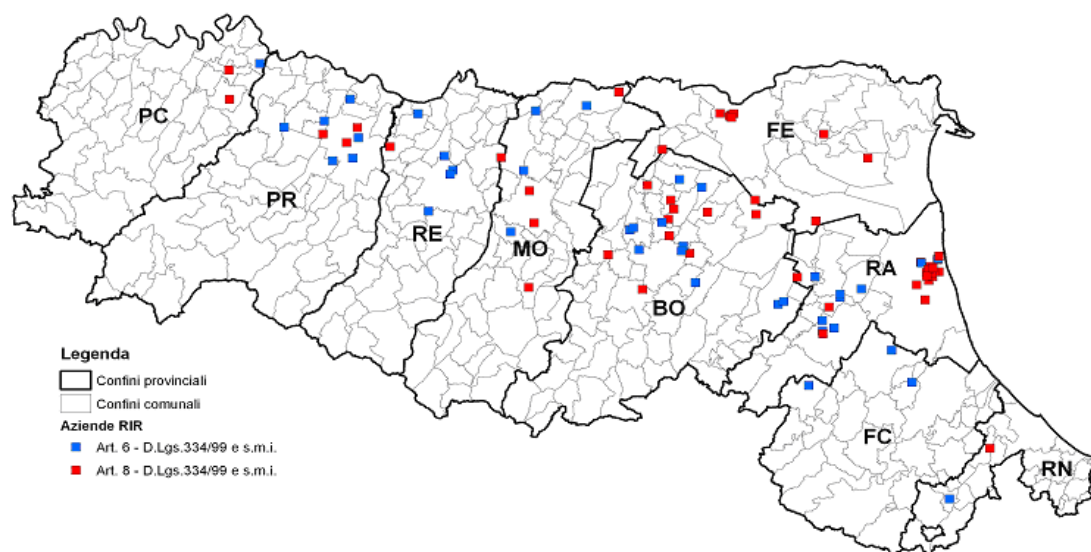 PC
PR
RE
MO
BO
FE
RA
FC
RN
Legenda
Confini provinciali
Confini comunali
Aziende RIR
Art. 6 - D.Lgs.334/99 e s.m.i.
Art. 8 - D.Lgs.334/99 e s.m.i.